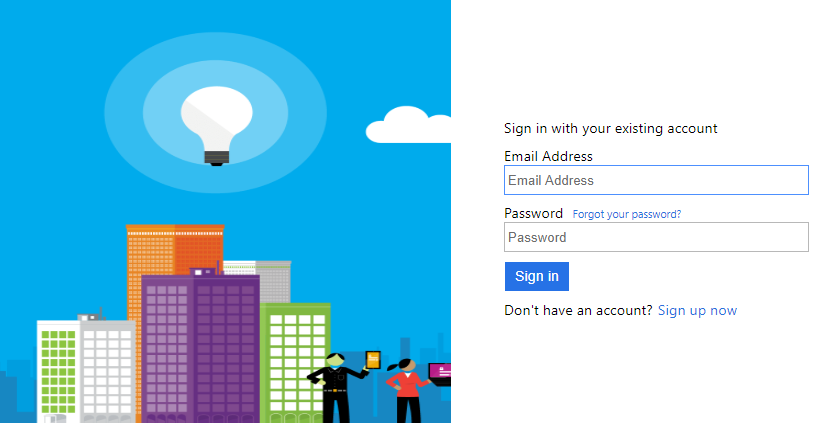 Sign in with your existing account
Email Address
Email Address
Password Forgot your password?
Password
Sign in
Don't have an account? Sign up now